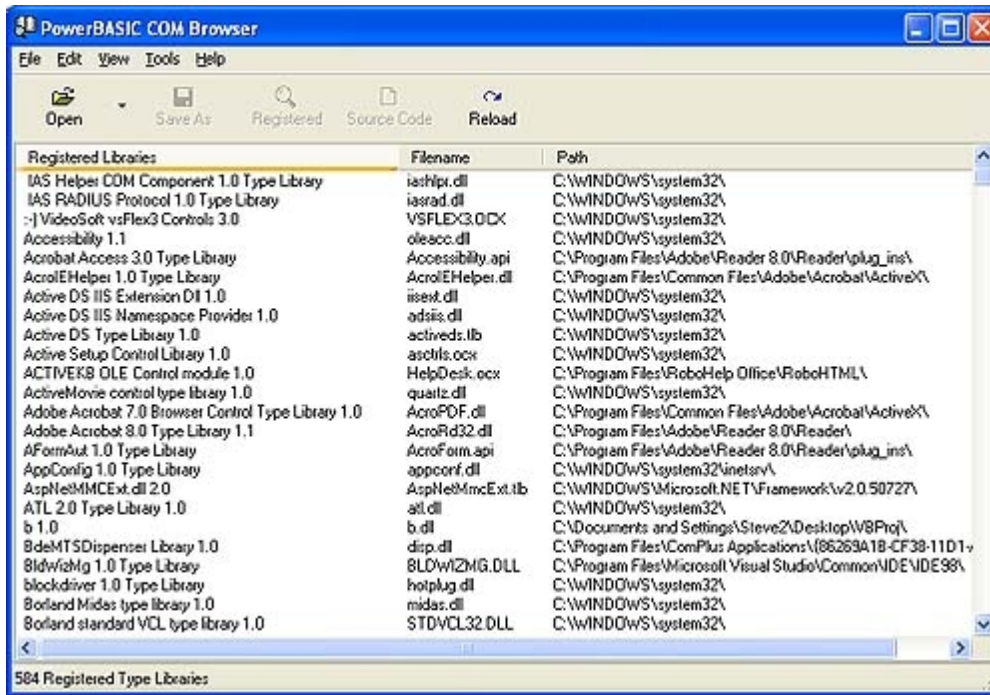 PowerBASIC COM Browser
File Edit View Tools Help
Open Save As Registered Source Code Reload
Registered Libraries Filename Path
IAS Helper COM Component 1.0 Type Library iashlpr.dll C:\WINDOWS\system32\
IAS RADIUS Protocol 1.0 Type Library iasrad.dll C:\WINDOWS\system32\
:-) VideoSoft vsFlex3 Controls 3.0 VSFLEX3.OCX C:\WINDOWS\system32\
Accessibility 1.1 oleacc.dll C:\WINDOWS\system32\
Acrobat Access 3.0 Type Library Accessibility.api C:\Program Files\Adobe\Reader 8.0\Reader\plug_ins\
AcroIEHelper 1.0 Type Library AcroIEHelper.dll C:\Program Files\Common Files\Adobe\Acrobat\ActiveX\
Active DS IIS Extension Dll 1.0 iisext.dll C:\WINDOWS\system32\
Active DS IIS Namespace Provider 1.0 adsiis.dll C:\WINDOWS\system32\
Active DS Type Library 1.0 activeds.tlb C:\WINDOWS\system32\
Active Setup Control Library 1.0 asctrls.ocx C:\WINDOWS\system32\
ACTIVEKB OLE Control module 1.0 HelpDesk.ocx C:\Program Files\RoboHelp Office\RoboHTML\
ActiveMovie control type library 1.0 quartz.dll C:\WINDOWS\system32\
Adobe Acrobat 7.0 Browser Control Type Library 1.0 AcroPDF.dll C:\Program Files\Common Files\Adobe\Acrobat\ActiveX\
Adobe Acrobat 8.0 Type Library 1.1 AcroRd32.dll C:\Program Files\Adobe\Reader 8.0\Reader\
AFormAut 1.0 Type Library AcroForm.api C:\Program Files\Adobe\Reader 8.0\Reader\plug_ins\
AppConfig 1.0 Type Library appconf.dll C:\WINDOWS\system32\inetsrv\
AspNetMMCExt.dll 2.0 AspNetMmcExt.tlb C:\WINDOWS\Microsoft.NET\Framework\v2.0.50727\
ATL 2.0 Type Library 1.0 atl.dll C:\WINDOWS\system32\
b 1.0 b.dll C:\Documents and Settings\Steve2\Desktop\VBProj\
BdeMTSDispenser Library 1.0 disp.dll C:\Program Files\ComPlus Applications\{86269A1B-CF38-11D1-
BldWizMg 1.0 Type Library BLDWIZMG.DLL C:\Program Files\Microsoft Visual Studio\Common\IDE\IDE98\
blockdriver 1.0 Type Library hotplug.dll C:\WINDOWS\system32\
Borland Midas type library 1.0 midas.dll C:\WINDOWS\system32\
Borland standard VCL type library 1.0 STDVCL32.DLL C:\WINDOWS\system32\
584 Registered Type Libraries